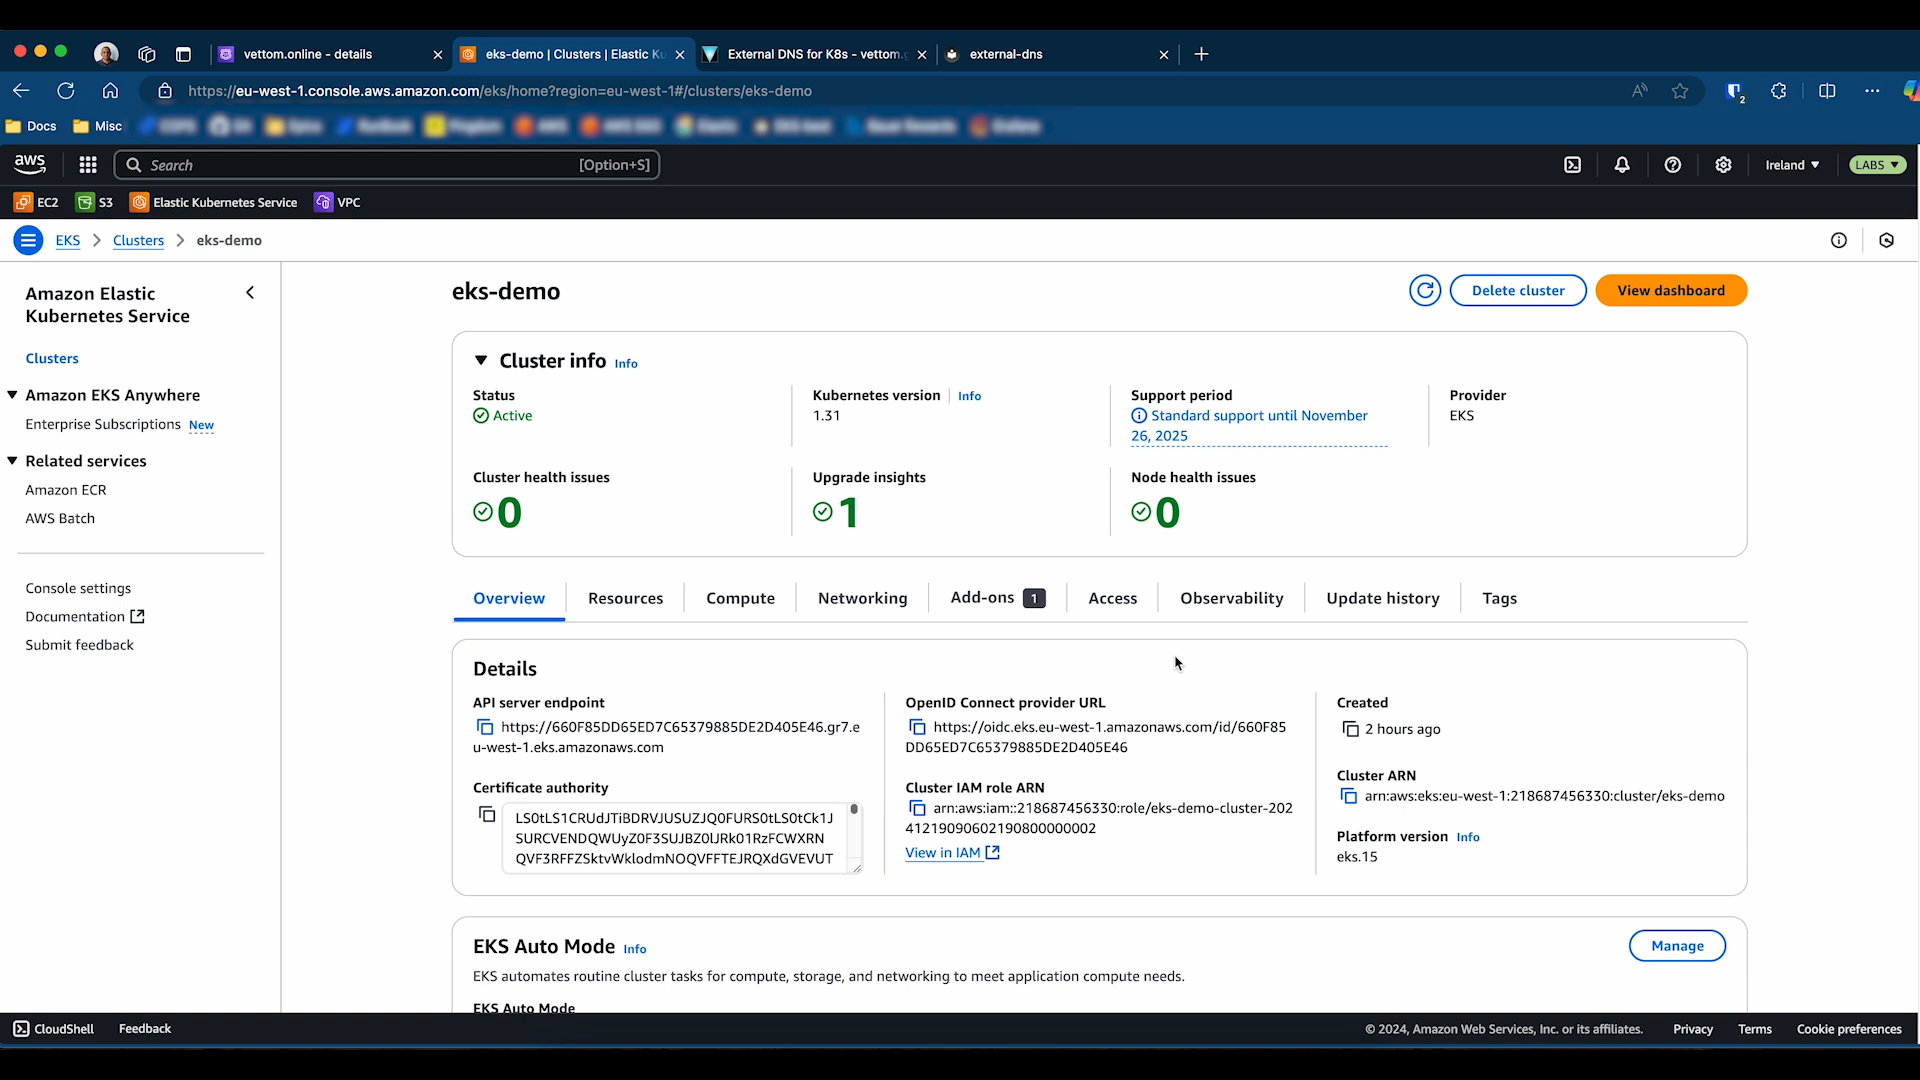 vettom.online - details
eks-demo | Clusters | Elastic Ku
External DNS for K8s - vettom.
external-dns
https://eu-west-1.console.aws.amazon.com/eks/home?region=eu-west-1#/clusters/eks-demo
2
Docs
Misc
aws
Search
[Option+S]
Ireland
LABS
EC2
S3
Elastic Kubernetes Service
VPC
EKS
Clusters
eks-demo
Amazon Elastic
Kubernetes Service
Clusters
Amazon EKS Anywhere
Enterprise Subscriptions New
Related services
Amazon ECR
AWS Batch
Console settings
Documentation
Submit feedback
eks-demo
Delete cluster
View dashboard
Cluster info Info
Status
Active
Kubernetes version Info
1.31
Support period
Standard support until November
26, 2025
Provider
EKS
Cluster health issues
0
Upgrade insights
1
Node health issues
0
Overview
Resources
Compute
Networking
Add-ons 1
Access
Observability
Update history
Tags
Details
API server endpoint
https://660F85DD65ED7C65379885DE2D405E46.gr7.e
u-west-1.eks.amazonaws.com
Certificate authority
LS0tLS1CRUdJTiBDRVJUSUZJQ0FURS0tLS0tCk1J
SURCVENDQWUyZ0F3SUJBZ0lJRk01RzFCWXRN
QVF3RFFZSktvWklodmNOQVFFTEJRQXdGVEVUT
OpenID Connect provider URL
https://oidc.eks.eu-west-1.amazonaws.com/id/660F85
DD65ED7C65379885DE2D405E46
Cluster IAM role ARN
arn:aws:iam::218687456330:role/eks-demo-cluster-202
41219090602190800000002
View in IAM
Created
2 hours ago
Cluster ARN
arn:aws:eks:eu-west-1:218687456330:cluster/eks-demo
Platform version Info
eks.15
EKS Auto Mode Info
Manage
EKS automates routine cluster tasks for compute, storage, and networking to meet application compute needs.
EKS Auto Mode
CloudShell
Feedback
© 2024, Amazon Web Services, Inc. or its affiliates.
Privacy
Terms
Cookie preferences